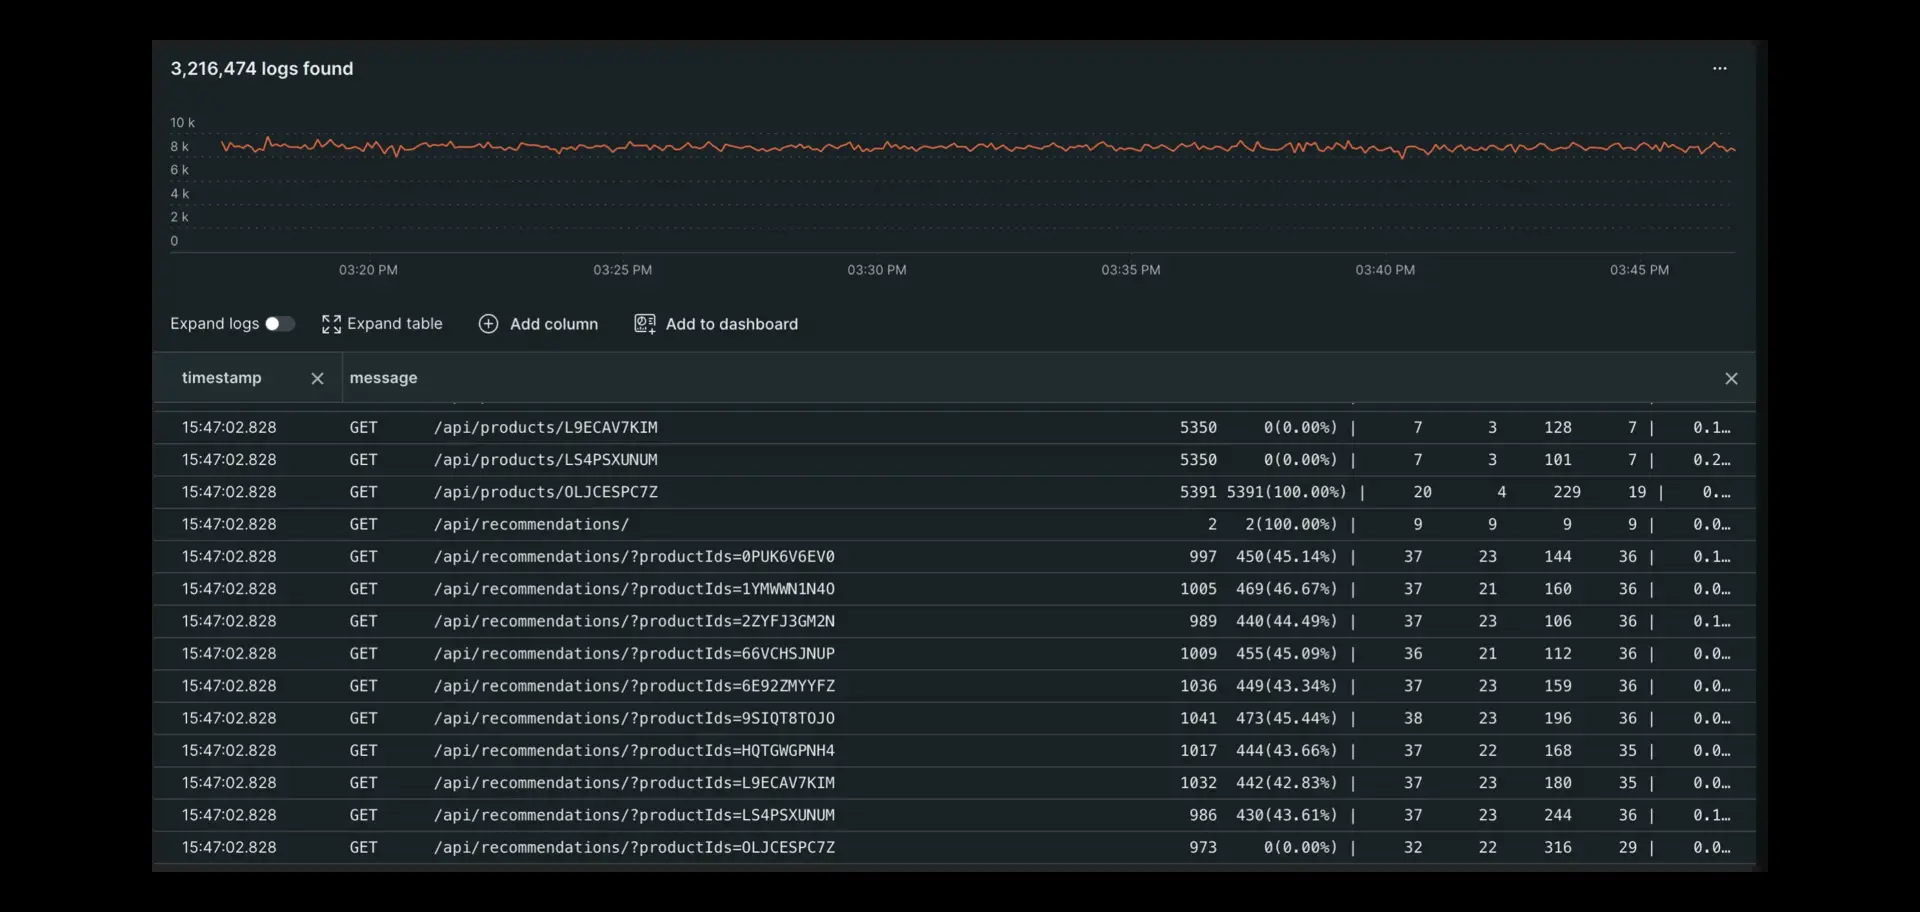 3,216,474 logs found
...
10 k
8 k
6 k
4 k
2 k
0
03:20 PM 03:25 PM 03:30 PM 03:35 PM 03:40 PM 03:45 PM
Expand logs Expand table Add column Add to dashboard
timestamp message
15:47:02.828 GET /api/products/L9ECAV7KIM 5350 0(0.00%) | 7 3 128 7 | 0.1…
15:47:02.828 GET /api/products/LS4PSXUNUM 5350 0(0.00%) | 7 3 101 7 | 0.2…
15:47:02.828 GET /api/products/OLJCESPC7Z 5391 5391(100.00%) | 20 4 229 19 | 0.…
15:47:02.828 GET /api/recommendations/ 2 2(100.00%) | 9 9 9 9 | 0.0…
15:47:02.828 GET /api/recommendations/?productIds=0PUK6V6EV0 997 450(45.14%) | 37 23 144 36 | 0.1…
15:47:02.828 GET /api/recommendations/?productIds=1YMWWN1N4O 1005 469(46.67%) | 37 21 160 36 | 0.0…
15:47:02.828 GET /api/recommendations/?productIds=2ZYFJ3GM2N 989 440(44.49%) | 37 23 106 36 | 0.1…
15:47:02.828 GET /api/recommendations/?productIds=66VCHSJNUP 1009 455(45.09%) | 36 21 112 36 | 0.0…
15:47:02.828 GET /api/recommendations/?productIds=6E92ZMYYFZ 1036 449(43.34%) | 37 23 159 36 | 0.0…
15:47:02.828 GET /api/recommendations/?productIds=9SIQT8TOJO 1041 473(45.44%) | 38 23 196 36 | 0.0…
15:47:02.828 GET /api/recommendations/?productIds=HQTGWGPNH4 1017 444(43.66%) | 37 22 168 35 | 0.0…
15:47:02.828 GET /api/recommendations/?productIds=L9ECAV7KIM 1032 442(42.83%) | 37 23 180 35 | 0.0…
15:47:02.828 GET /api/recommendations/?productIds=LS4PSXUNUM 986 430(43.61%) | 37 23 244 36 | 0.1…
15:47:02.828 GET /api/recommendations/?productIds=OLJCESPC7Z 973 0(0.00%) | 32 22 316 29 | 0.0…